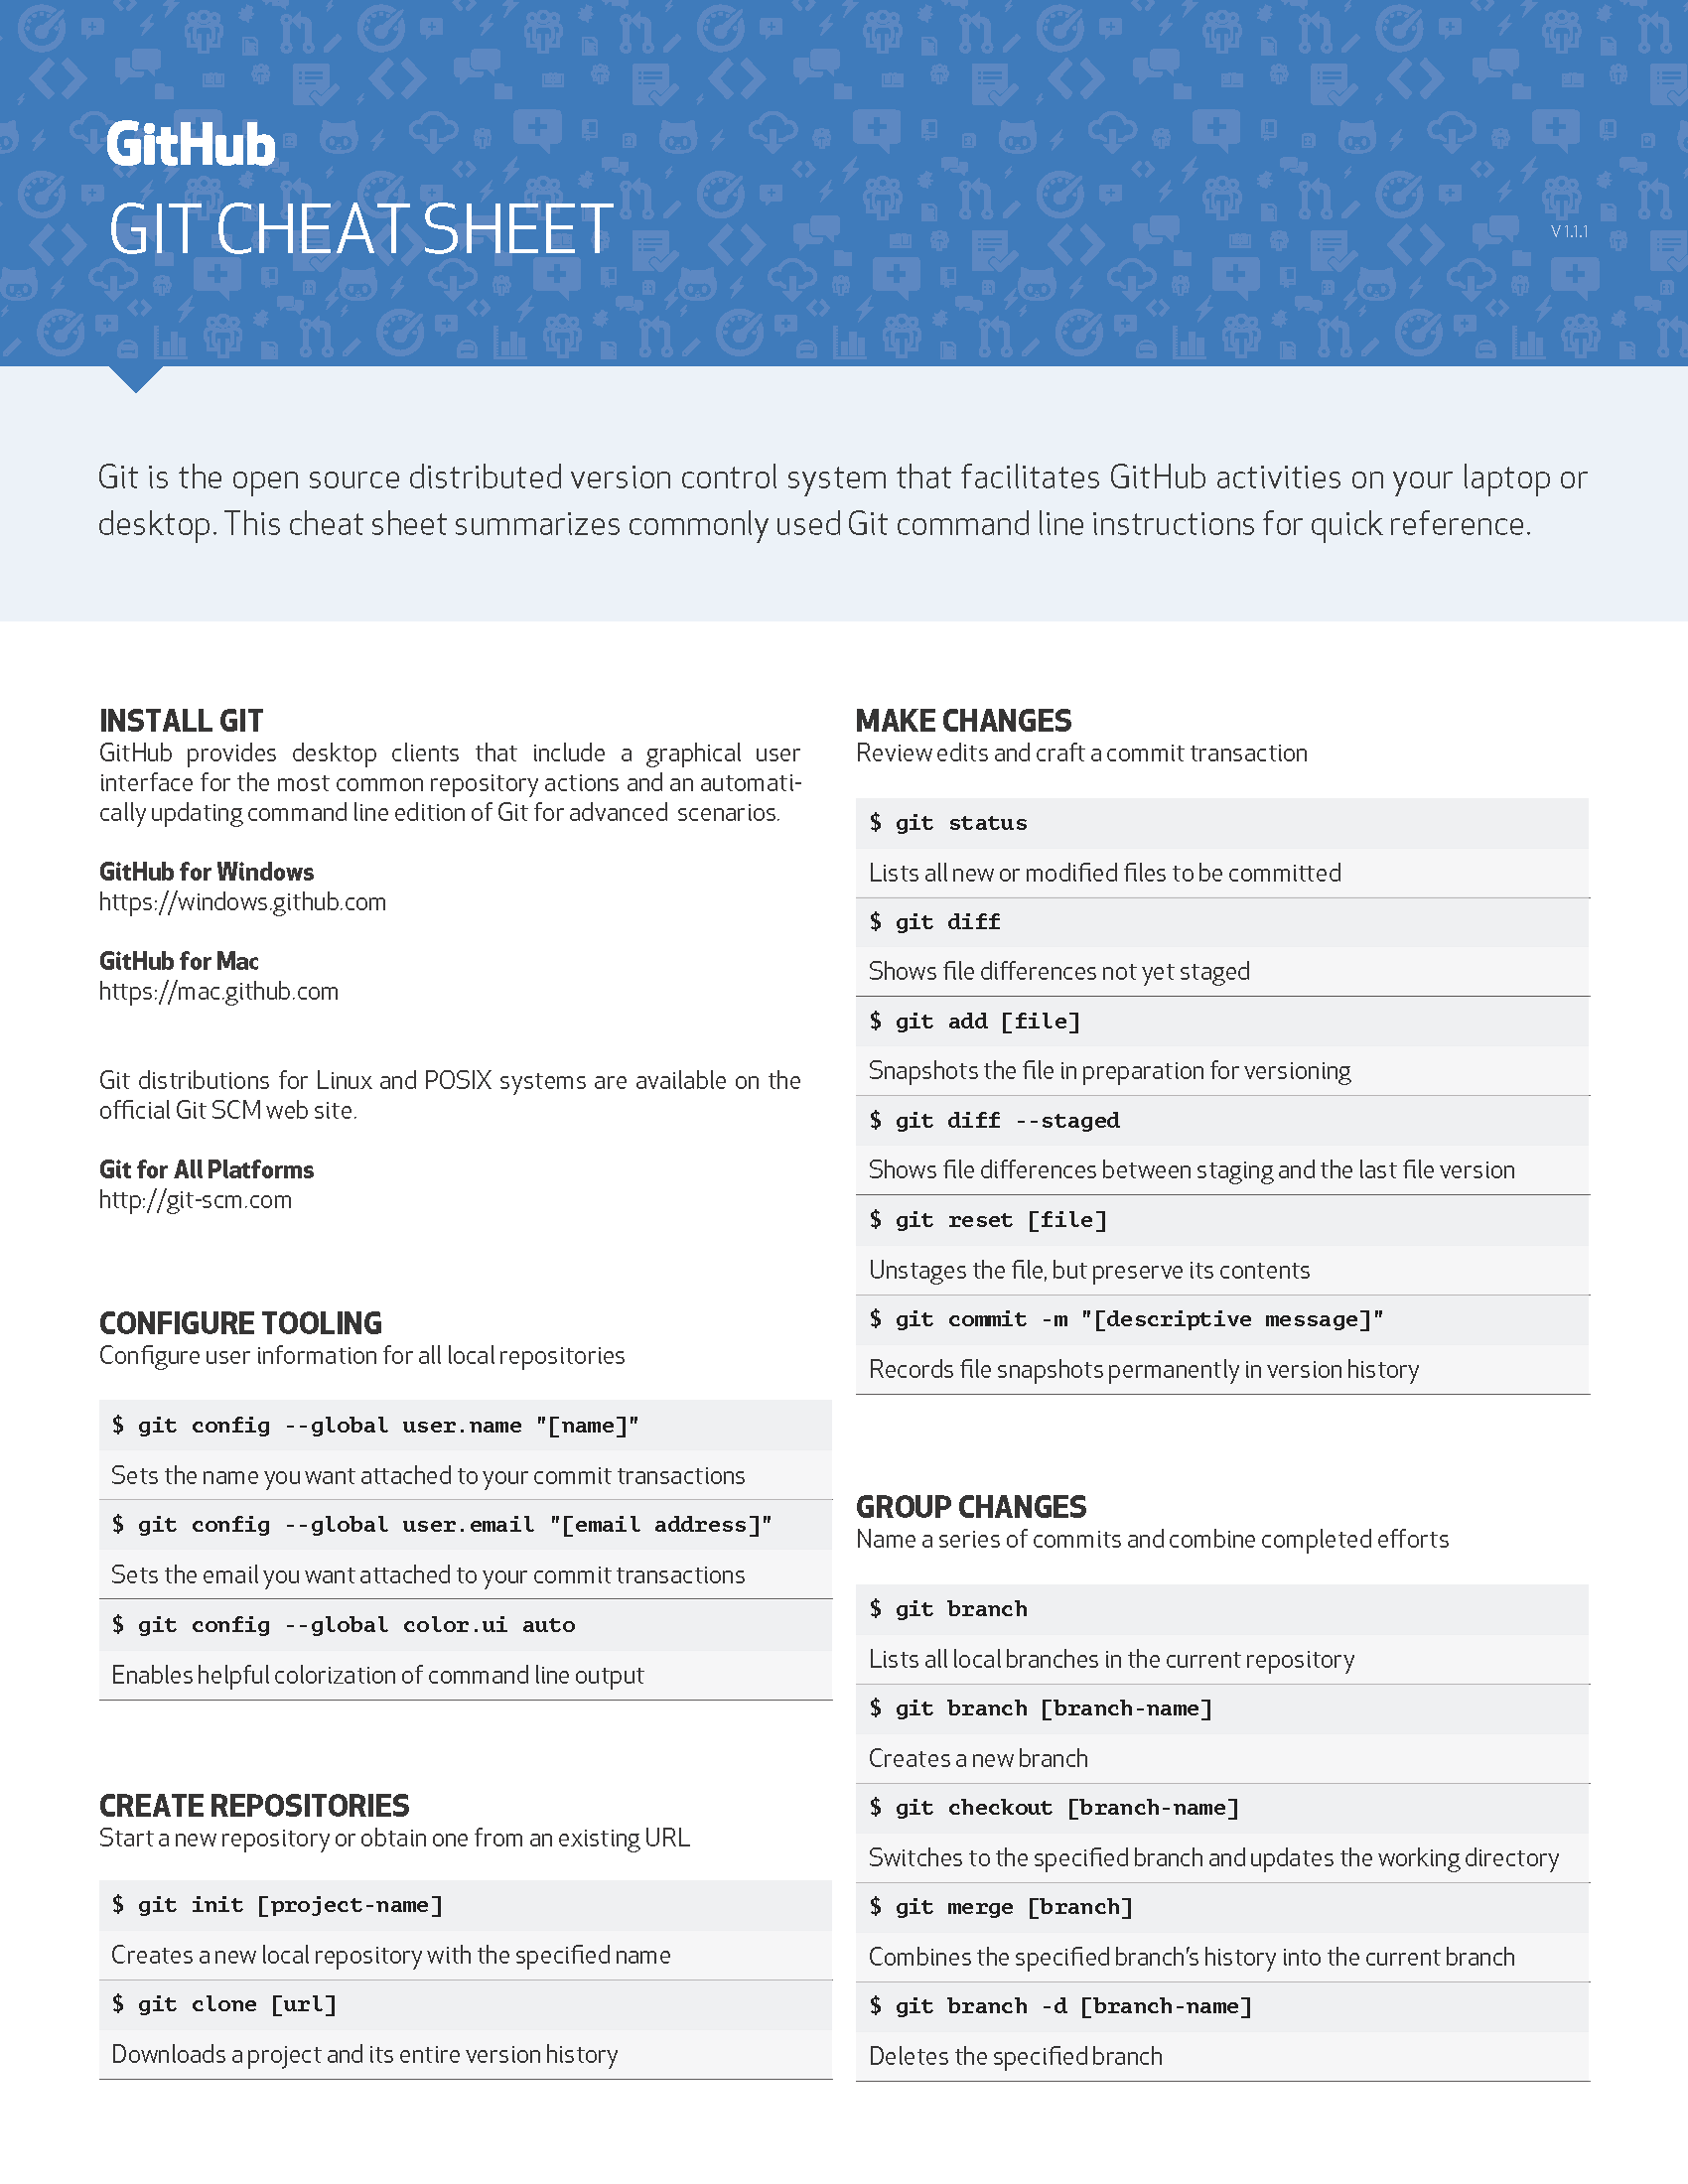 GitHub
GIT CHEAT SHEET
V 1.1.1
Git is the open source distributed version control system that facilitates GitHub activities on your laptop or
desktop. This cheat sheet summarizes commonly used Git command line instructions for quick reference.
INSTALL GIT
GitHub provides desktop clients that include a graphical user
interface for the most common repository actions and an automati-
cally updating command line edition of Git for advanced scenarios.
GitHub for Windows
https://windows.github.com
GitHub for Mac
https://mac.github.com
Git distributions for Linux and POSIX systems are available on the
official Git SCM web site.
Git for All Platforms
http://git-scm.com
CONFIGURE TOOLING
Configure user information for all local repositories
$ git config --global user.name "[name]"
Sets the name you want attached to your commit transactions
$ git config --global user.email "[email address]"
Sets the email you want attached to your commit transactions
$ git config --global color.ui auto
Enables helpful colorization of command line output
CREATE REPOSITORIES
Start a new repository or obtain one from an existing URL
$ git init [project-name]
Creates a new local repository with the specified name
$ git clone [url]
Downloads a project and its entire version history
MAKE CHANGES
Review edits and craft a commit transaction
$ git status
Lists all new or modified files to be committed
$ git diff
Shows file differences not yet staged
$ git add [file]
Snapshots the file in preparation for versioning
$ git diff --staged
Shows file differences between staging and the last file version
$ git reset [file]
Unstages the file, but preserve its contents
$ git commit -m "[descriptive message]"
Records file snapshots permanently in version history
GROUP CHANGES
Name a series of commits and combine completed efforts
$ git branch
Lists all local branches in the current repository
$ git branch [branch-name]
Creates a new branch
$ git checkout [branch-name]
Switches to the specified branch and updates the working directory
$ git merge [branch]
Combines the specified branch’s history into the current branch
$ git branch -d [branch-name]
Deletes the specified branch